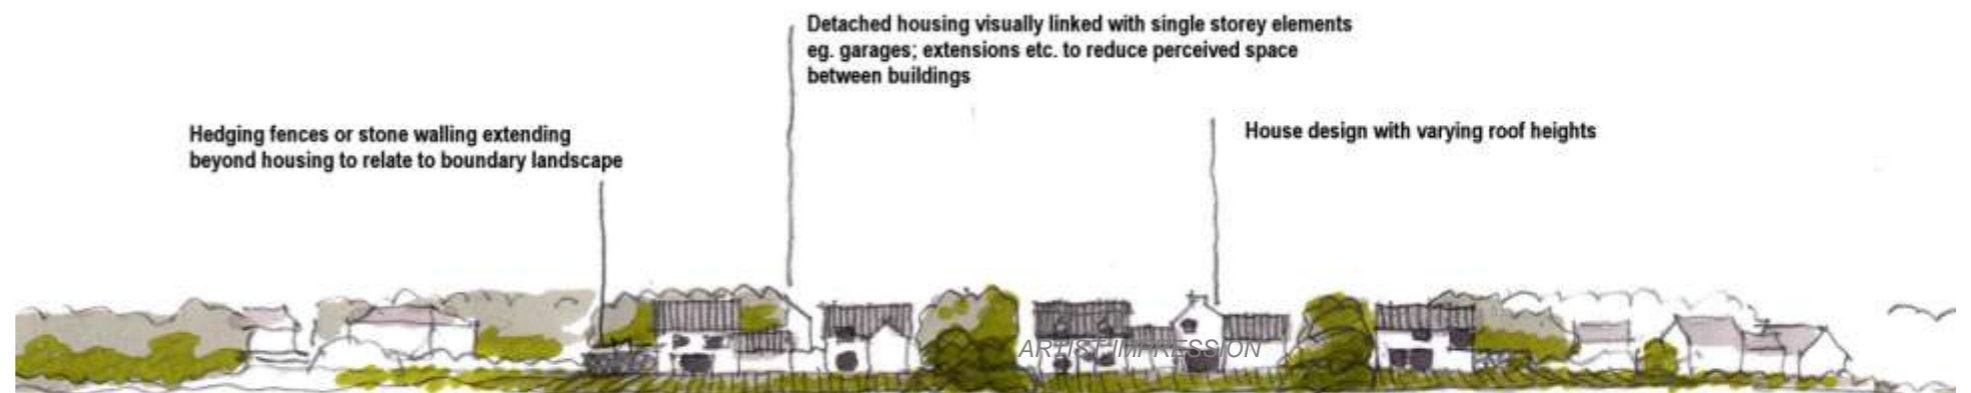 Detached housing visually linked with single storey elements
eg. garages; extensions etc. to reduce perceived space
between buildings
Hedging fences or stone walling extending
beyond housing to relate to boundary landscape
House design with varying roof heights
ARTIST IMPRESSION